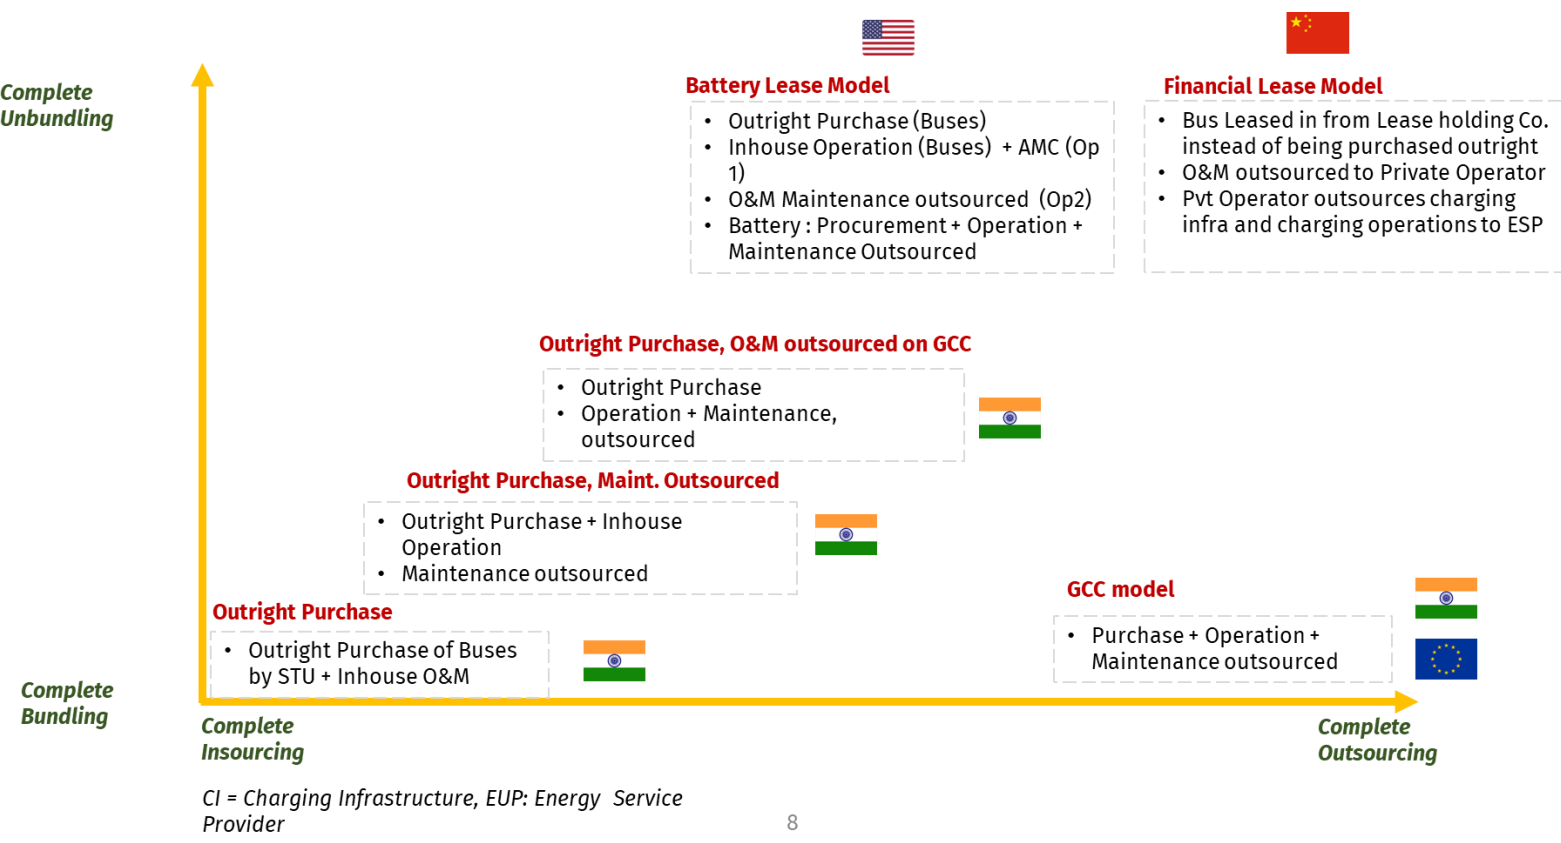 Complete
Unbundling
Battery Lease Model
• Outright Purchase (Buses)
• Inhouse Operation (Buses) + AMC (Op
1)
• O&M Maintenance outsourced (Op2)
• Battery : Procurement + Operation +
Maintenance Outsourced
Financial Lease Model
• Bus Leased in from Lease holding Co.
instead of being purchased outright
• O&M outsourced to Private Operator
• Pvt Operator outsources charging
infra and charging operations to ESP
Outright Purchase, O&M outsourced on GCC
• Outright Purchase
• Operation + Maintenance,
outsourced
Outright Purchase, Maint. Outsourced
• Outright Purchase + Inhouse
Operation
• Maintenance outsourced
Outright Purchase
• Outright Purchase of Buses
by STU + Inhouse O&M
GCC model
• Purchase + Operation +
Maintenance outsourced
Complete
Bundling
Complete
Insourcing
Complete
Outsourcing
CI = Charging Infrastructure, EUP: Energy Service
Provider
8